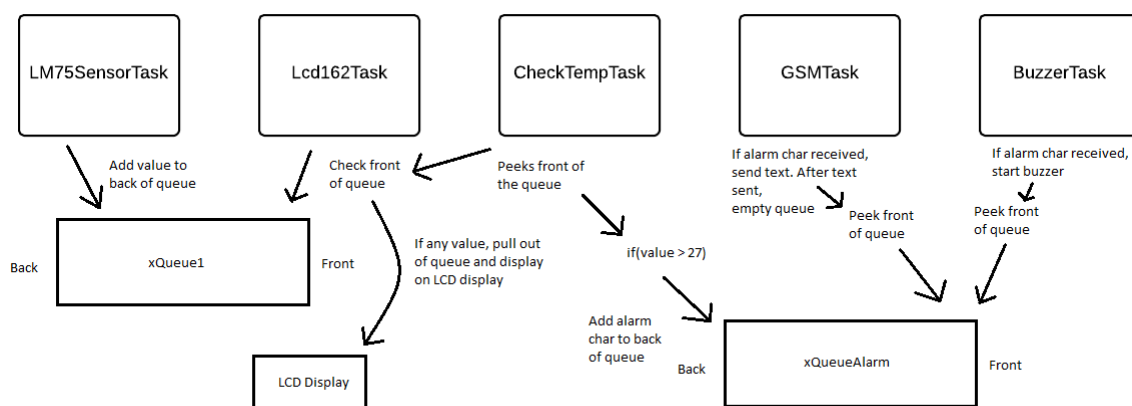 LM75SensorTask
Lcd162Task
CheckTempTask
GSMTask
BuzzerTask
Add value to
back of queue
Check front
of queue
Peeks front of
the queue
If alarm char received,
send text. After text
sent,
empty queue
If alarm char received,
start buzzer
Peek front
of queue
Peek front
of queue
Back
xQueue1
Front
If any value, pull out
of queue and display
on LCD display
if(value > 27)
Add alarm
char to back
of queue
LCD Display
Back
xQueueAlarm
Front